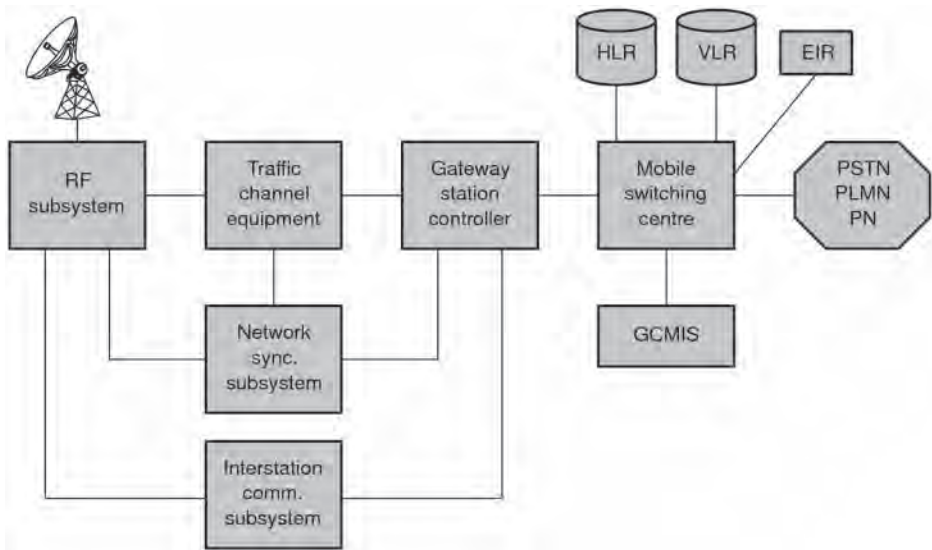 HLR
VLR
EIR
RF
subsystem
Traffic
channel
equipment
Gateway
station
controller
Mobile
switching
centre
PSTN
PLMN
PN
Network
sync.
subsystem
GCMIS
Interstation
comm.
subsystem